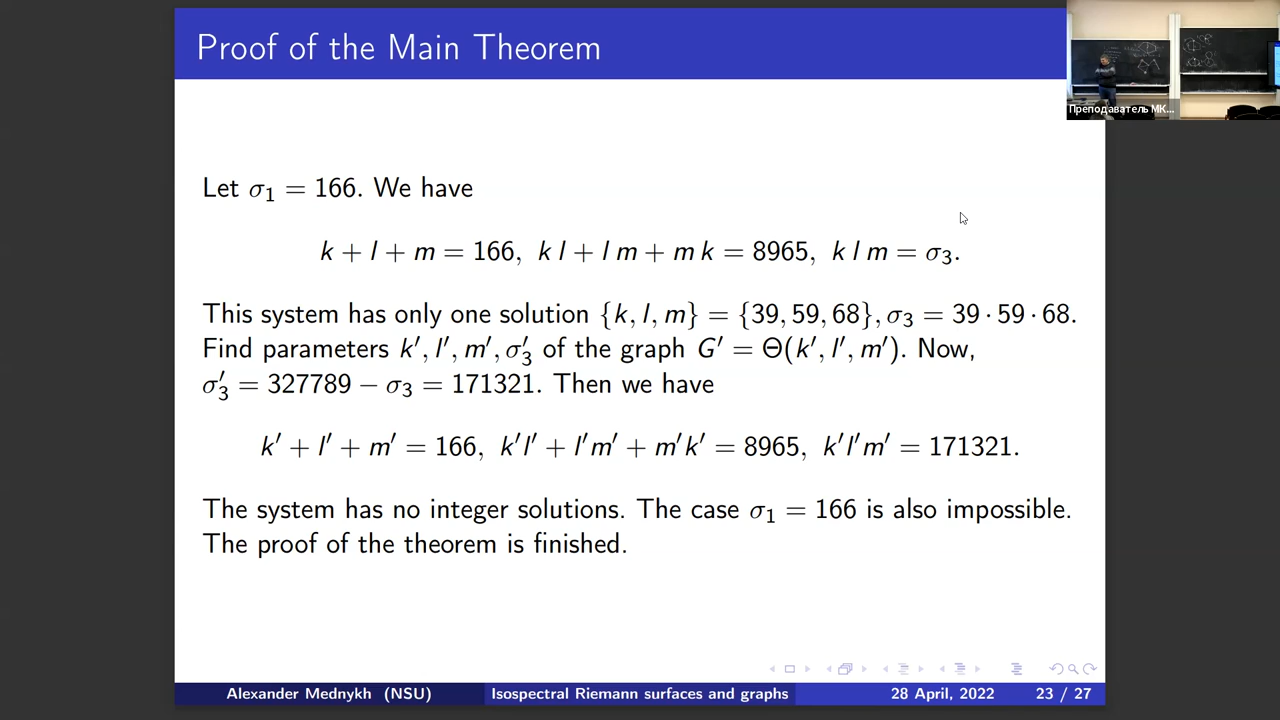 Proof of the Main Theorem
Преподаватель МК...
Let σ₁ = 166. We have
k + l + m = 166, k l + l m + m k = 8965, k l m = σ₃.
This system has only one solution {k, l, m} = {39, 59, 68}, σ₃ = 39 · 59 · 68.
Find parameters k′, l′, m′, σ′₃ of the graph G′ = Θ(k′, l′, m′). Now,
σ′₃ = 327789 − σ₃ = 171321. Then we have
k′ + l′ + m′ = 166, k′l′ + l′m′ + m′k′ = 8965, k′l′m′ = 171321.
The system has no integer solutions. The case σ₁ = 166 is also impossible.
The proof of the theorem is finished.
Alexander Mednykh (NSU) Isospectral Riemann surfaces and graphs 28 April, 2022 23 / 27